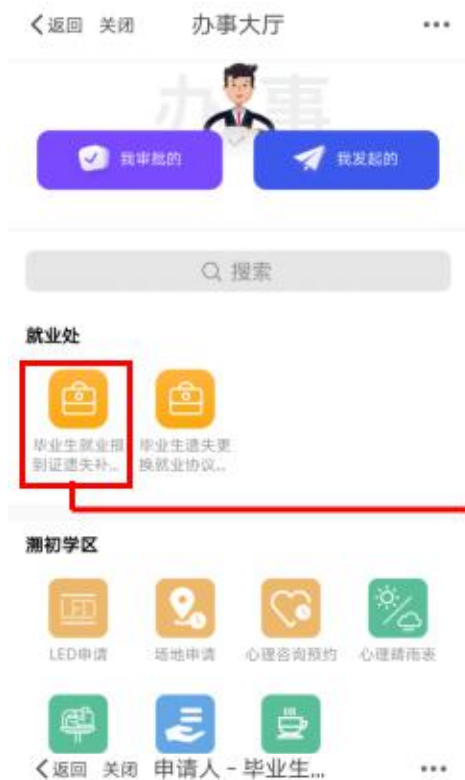 返回 关闭 办事大厅
办 事
我审批的 我发起的
搜索
就业处
毕业生就业报 毕业生遗失更
到证遗失补... 换就业协议...
溯初学区
LED
LED申请 场地申请 心理咨询预约 心理晴雨表
返回 关闭 申请人 - 毕业生...